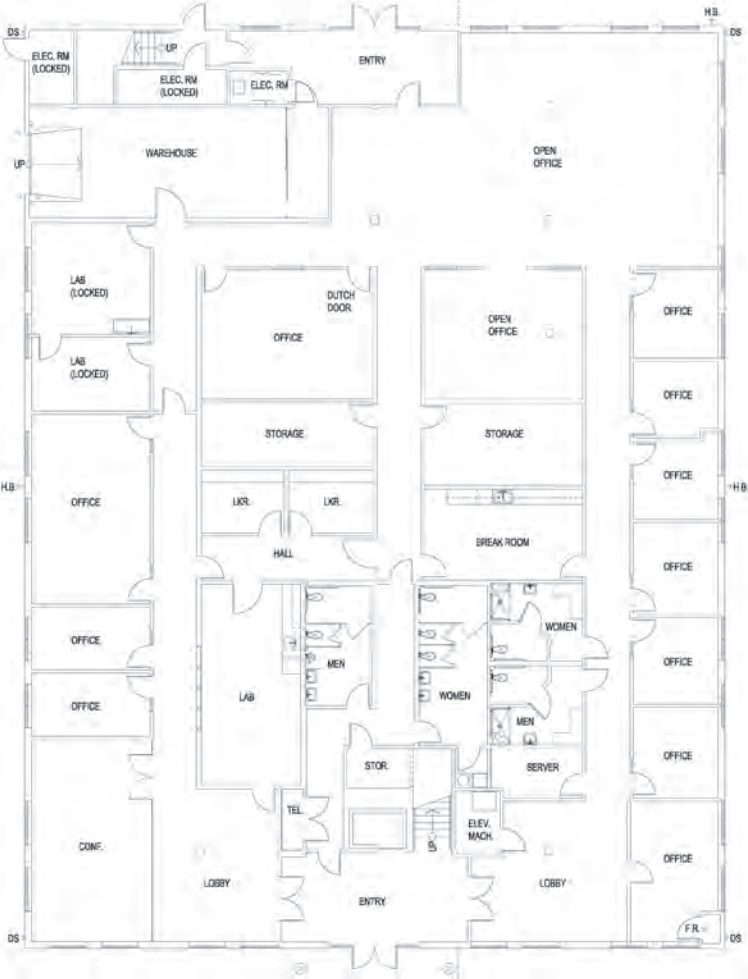 H.B.
DS
DS
ELEC. RM
(LOCKED)
UP
ENTRY
ELEC. RM
(LOCKED)
ELEC. RM
WAREHOUSE
OPEN
OFFICE
UP
LAB
(LOCKED)
DUTCH
DOOR
OFFICE
OPEN
OFFICE
OFFICE
LAB
(LOCKED)
OFFICE
STORAGE
STORAGE
OFFICE
H.B.
H.B.
OFFICE
LKR.
LKR.
BREAK ROOM
HALL
OFFICE
WOMEN
OFFICE
MEN
OFFICE
LAB
WOMEN
OFFICE
MEN
OFFICE
STOR.
SERVER
TEL.
ELEV.
MACH.
UP
CONF.
OFFICE
LOBBY
LOBBY
ENTRY
F.R.
DS
DS